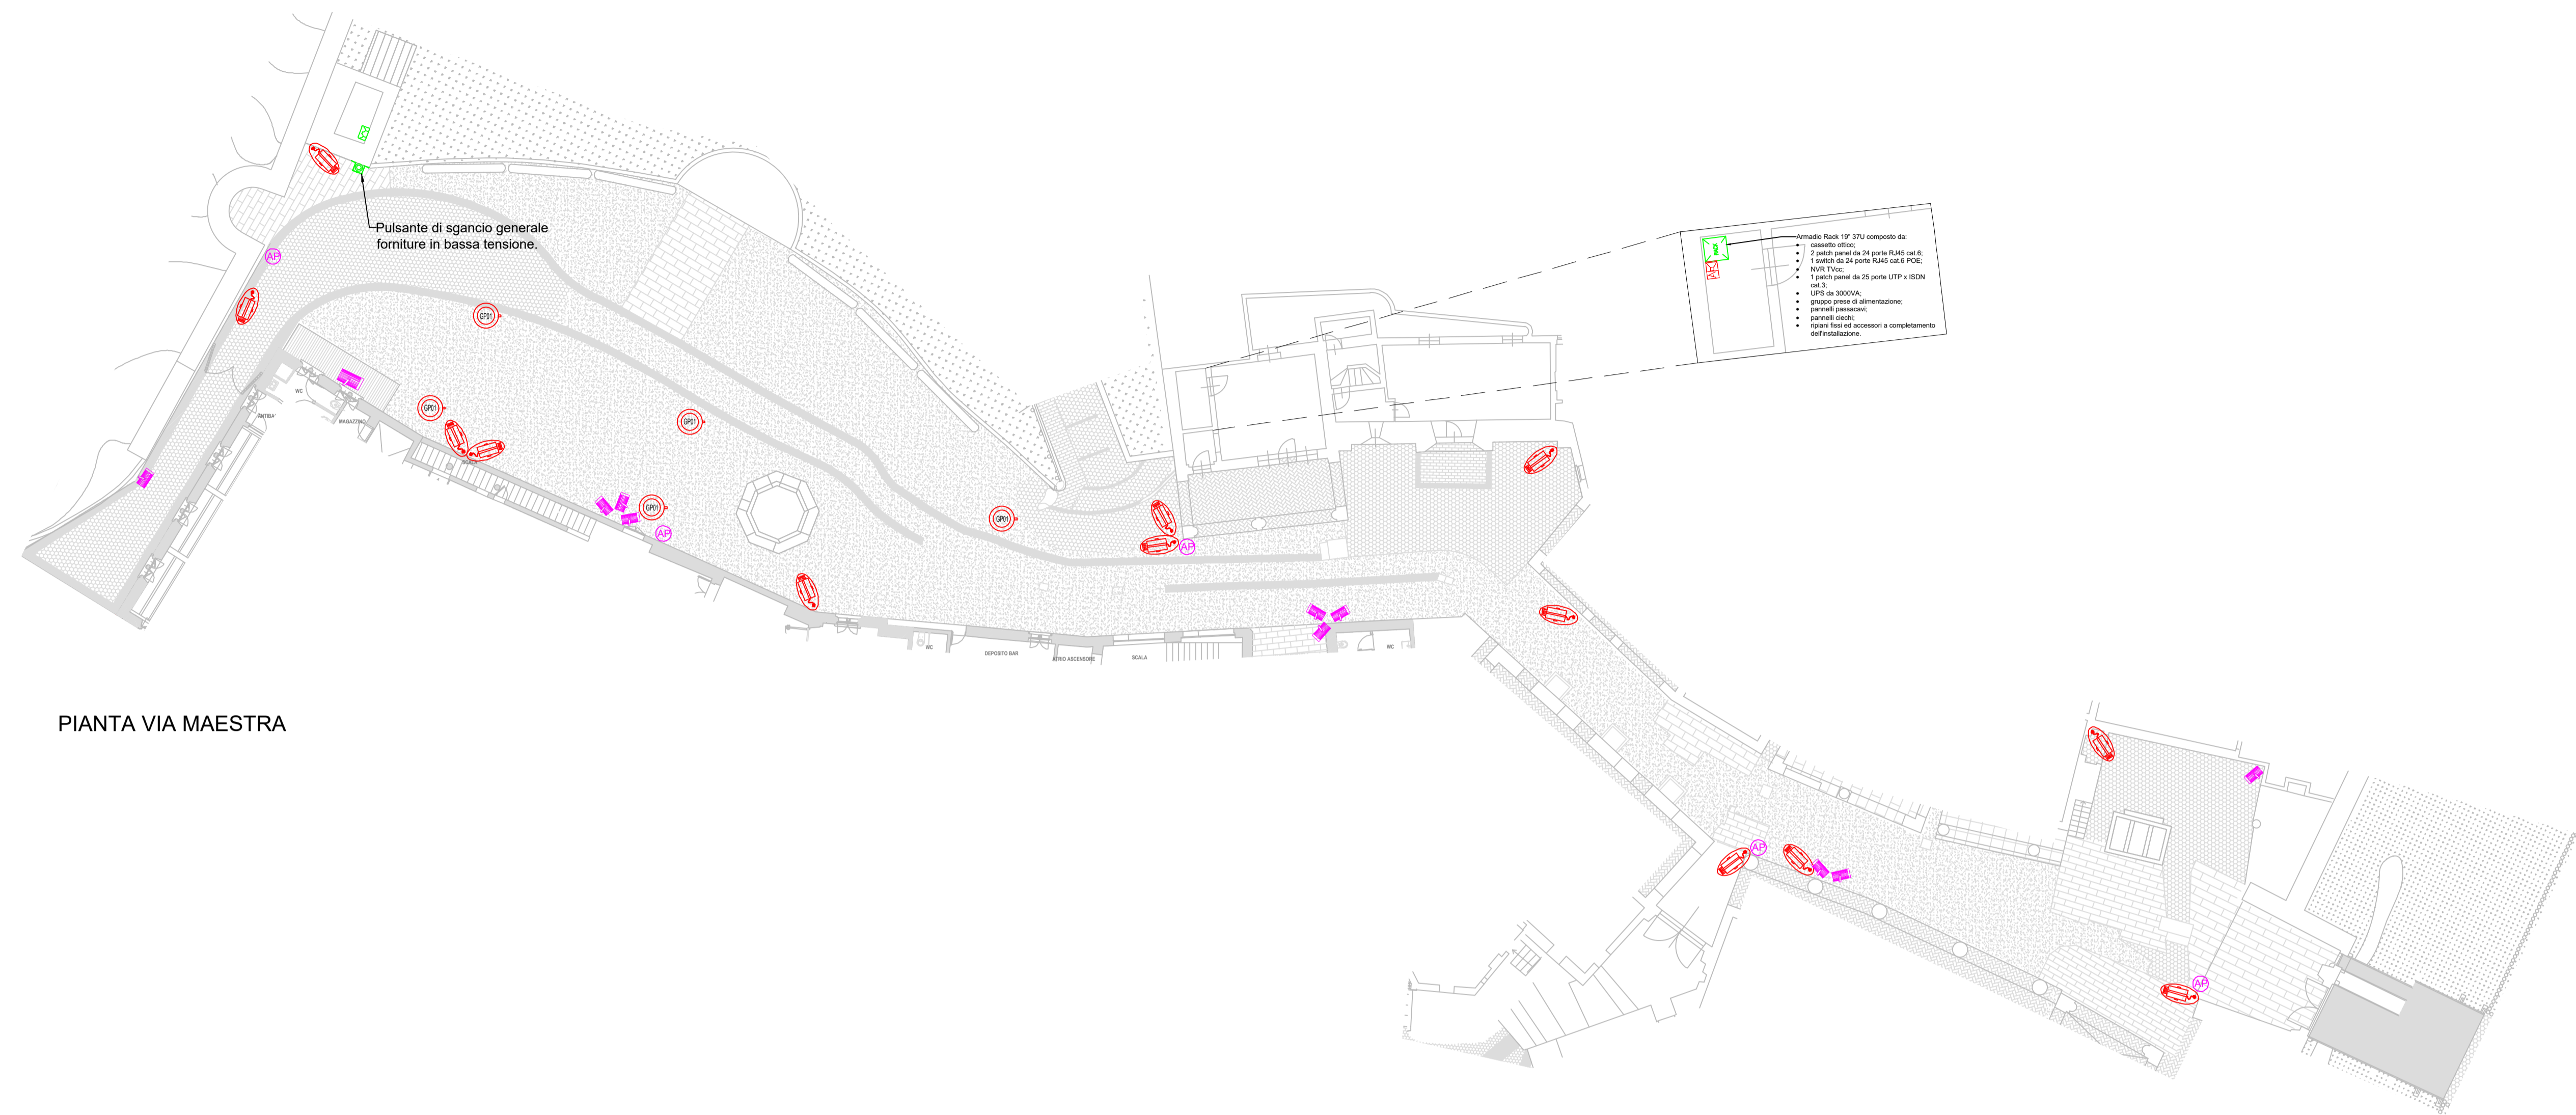 Pulsante di sgancio generale
forniture in bassa tensione.
Armadio Rack 19" 37U composto da:
• cassetto ottico;
• 2 patch panel da 24 porte RJ45 cat.6;
• 1 switch da 24 porte RJ45 cat.6 POE;
• NVR TVcc;
• 1 patch panel da 25 porte UTP x ISDN
cat.3;
• UPS da 3000VA;
• gruppo prese di alimentazione;
• pannelli passacavi;
• pannelli ciechi;
• ripiani fissi ed accessori a completamento
dell'installazione.
RACK
AP
GP01
WC
ANTIBA'
MAGAZZINO
GP01
GP01
SCALA
GP01
AP
GP01
AP
WC
DEPOSITO BAR
ATRIO ASCENSORE
SCALA
WC
PIANTA VIA MAESTRA
AP
AP